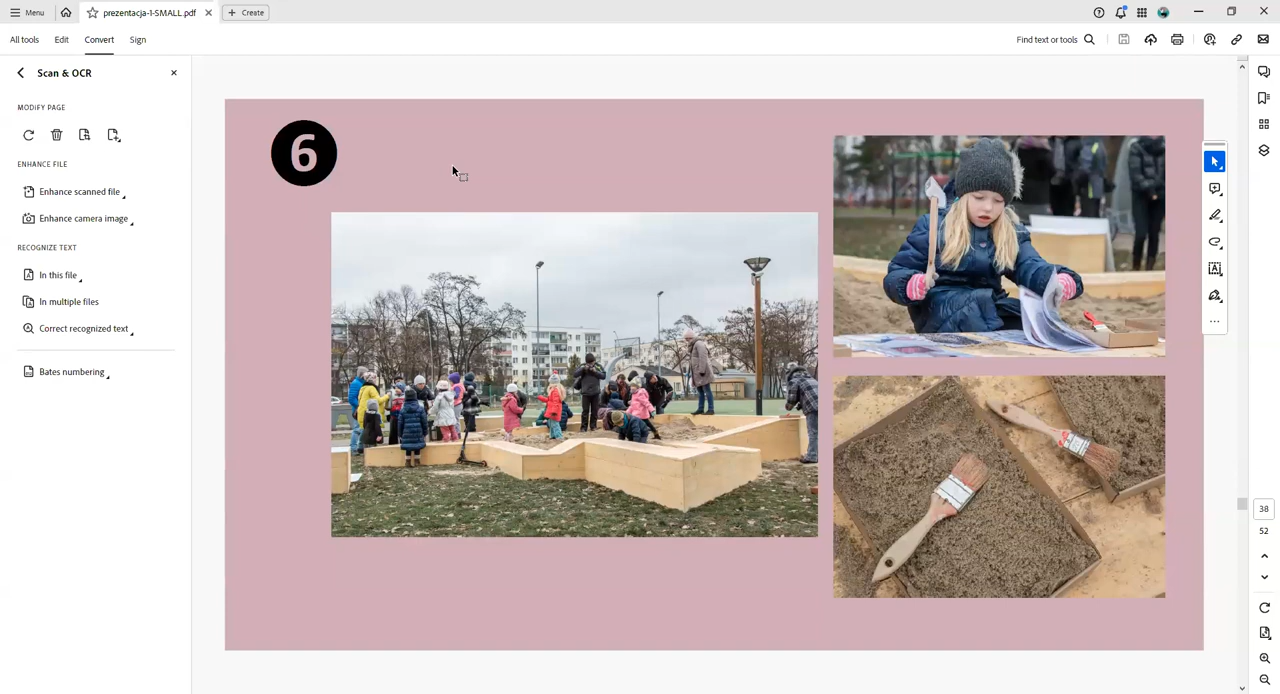 Menu
prezentacja-1-SMALL.pdf
Create
All tools
Edit
Convert
Sign
Find text or tools
Scan & OCR
MODIFY PAGE
ENHANCE FILE
Enhance scanned file
Enhance camera image
RECOGNIZE TEXT
In this file
In multiple files
Correct recognized text
Bates numbering
6
38
52